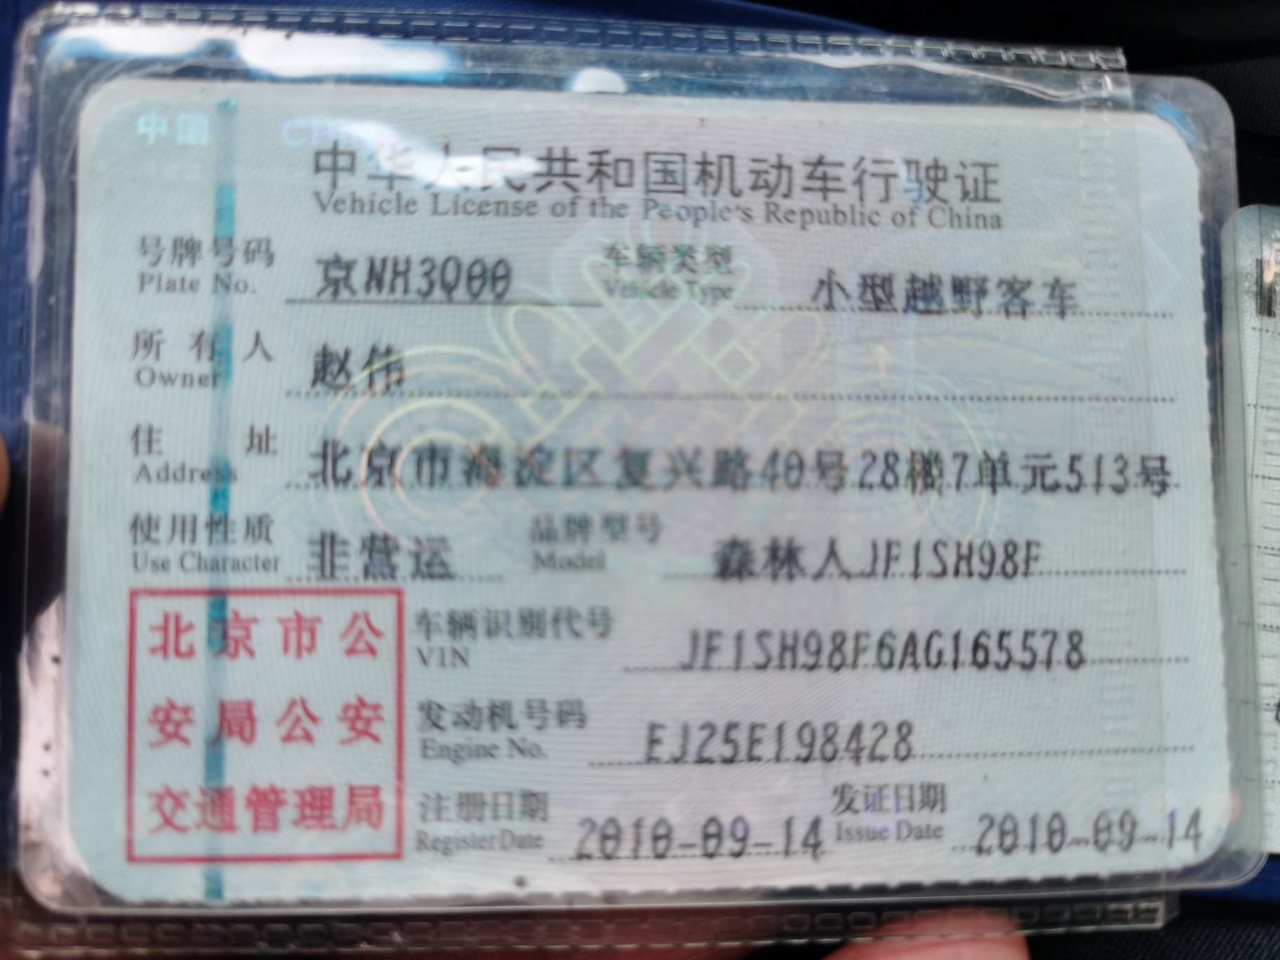 中国 CHINA
中华人民共和国机动车行驶证
Vehicle License of the People's Republic of China
号牌号码 京NH3Q00 车辆类型 小型越野客车
Plate No. Vehicle Type
所有人 赵伟
Owner
住址 北京市海淀区复兴路40号28楼7单元513号
Address
使用性质 非营运 品牌型号 森林人JF1SH98F
Use Character Model
北京市公
安局公安
交通管理局
车辆识别代号 JF1SH98F6AG165578
VIN
发动机号码 EJ25E198428
Engine No.
注册日期 2010-09-14 发证日期 2010-09-14
Register Date Issue Date